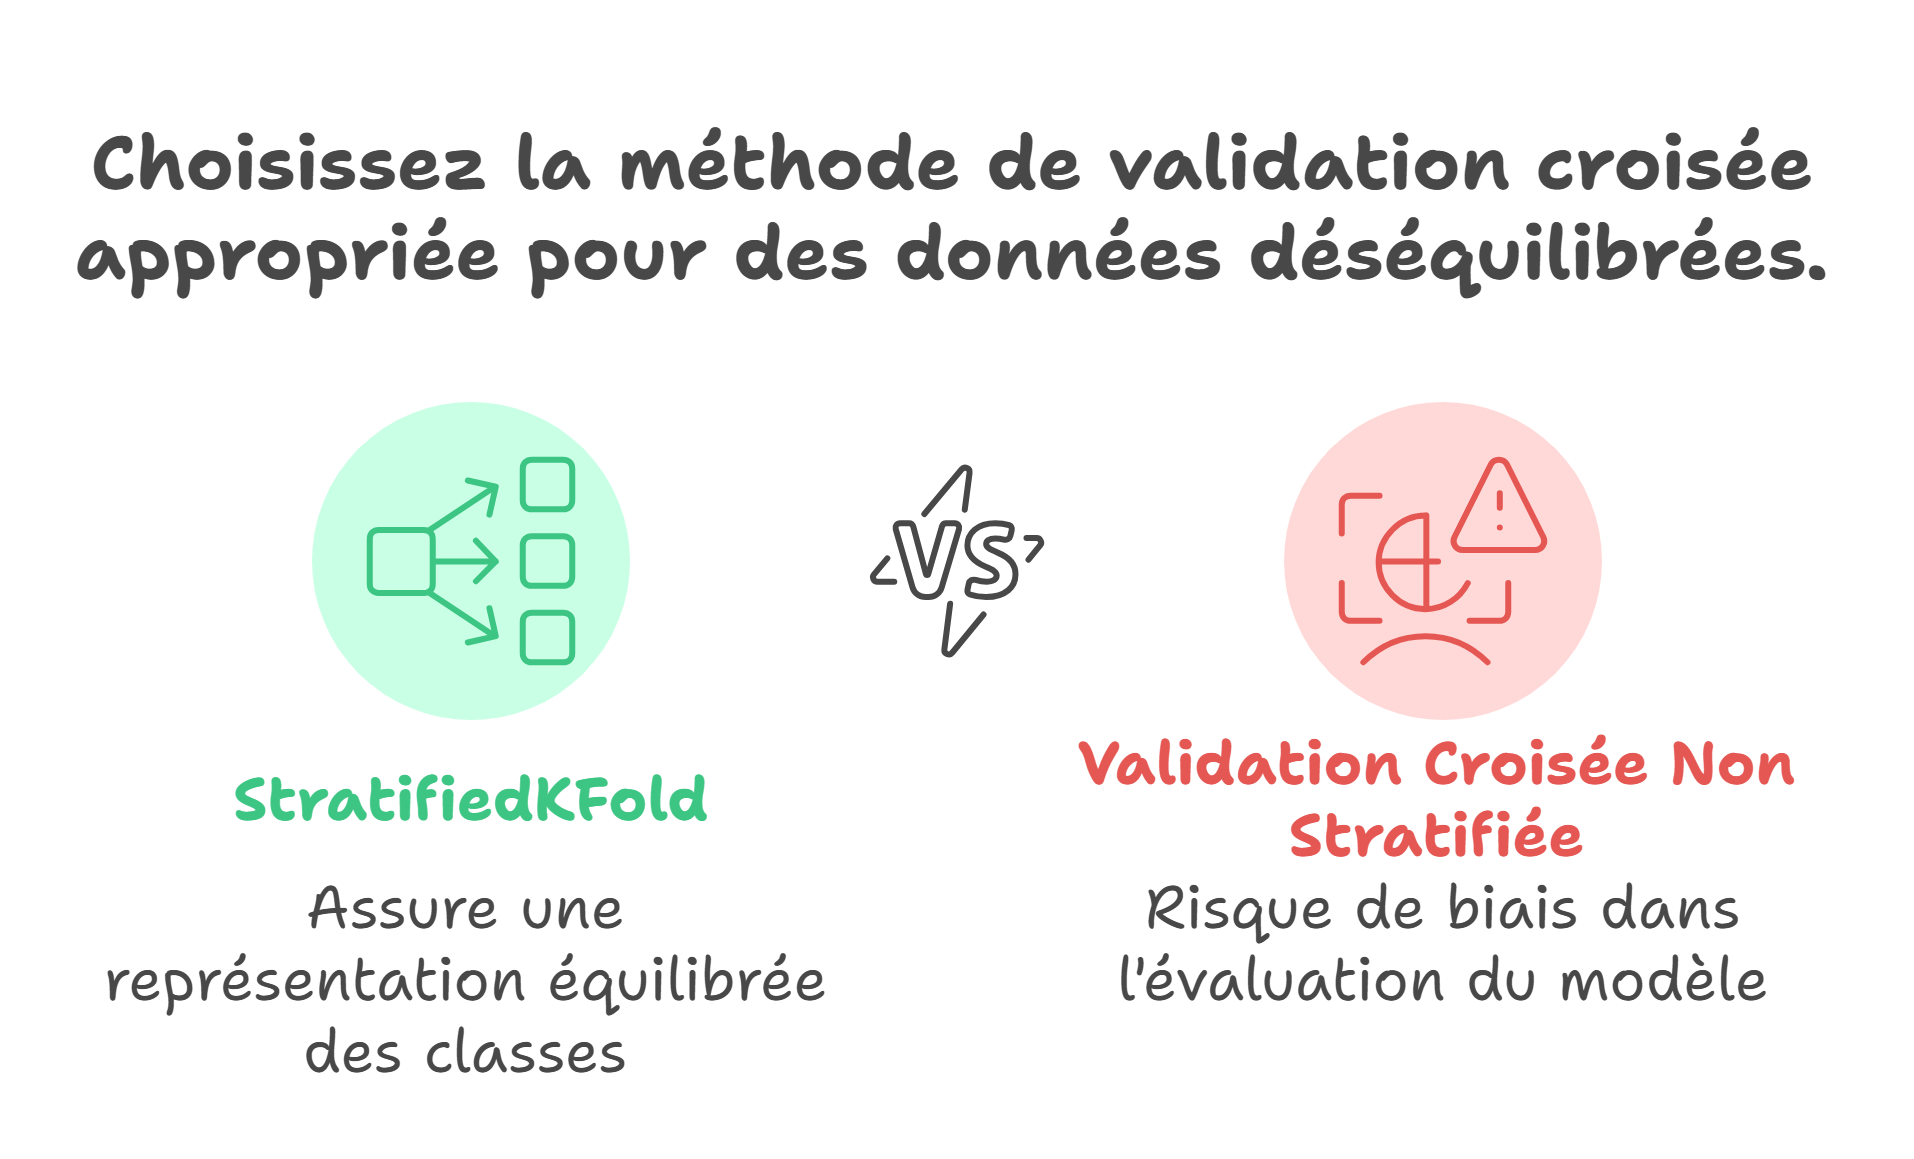 Choisissez la méthode de validation croisée
appropriée pour des données déséquilibrées.
VS
StratifiedKFold
Assure une
représentation équilibrée
des classes
Validation Croisée Non
Stratifiée
Risque de biais dans
l'évaluation du modèle